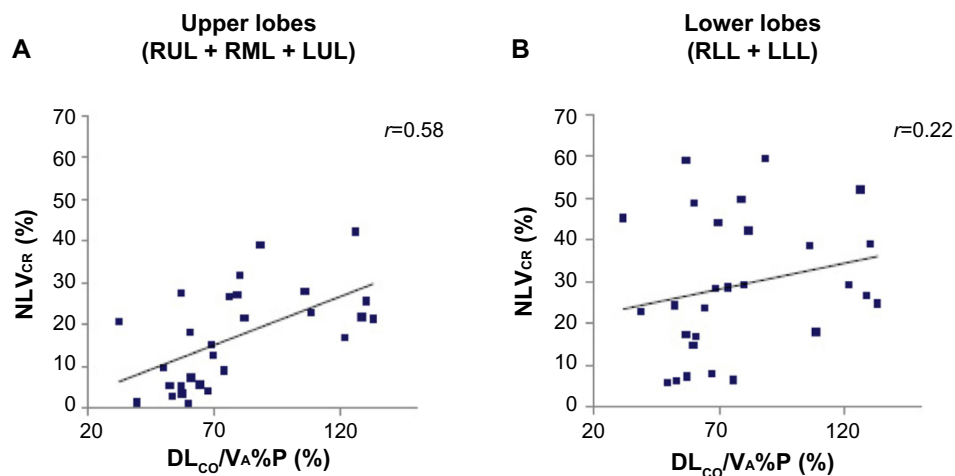 A
Upper lobes
(RUL + RML + LUL)
r=0.58
NLVCR (%)
70
60
50
40
30
20
10
0
20
70
120
DLCO/VA%P (%)
B
Lower lobes
(RLL + LLL)
r=0.22
NLVCR (%)
70
60
50
40
30
20
10
0
20
70
120
DLCO/VA%P (%)